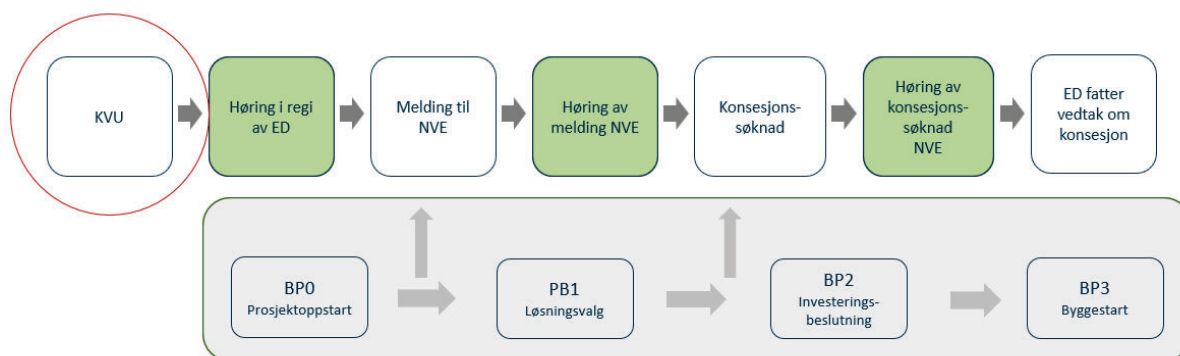 KVU
Høring i regi
av ED
Melding til
NVE
Høring av
melding NVE
Konsesjons-
søknad
Høring av
konsesjons-
søknad
NVE
ED fatter
vedtak om
konsesjon
BP0
Prosjektoppstart
PB1
Løsningsvalg
BP2
Investerings-
beslutning
BP3
Byggestart